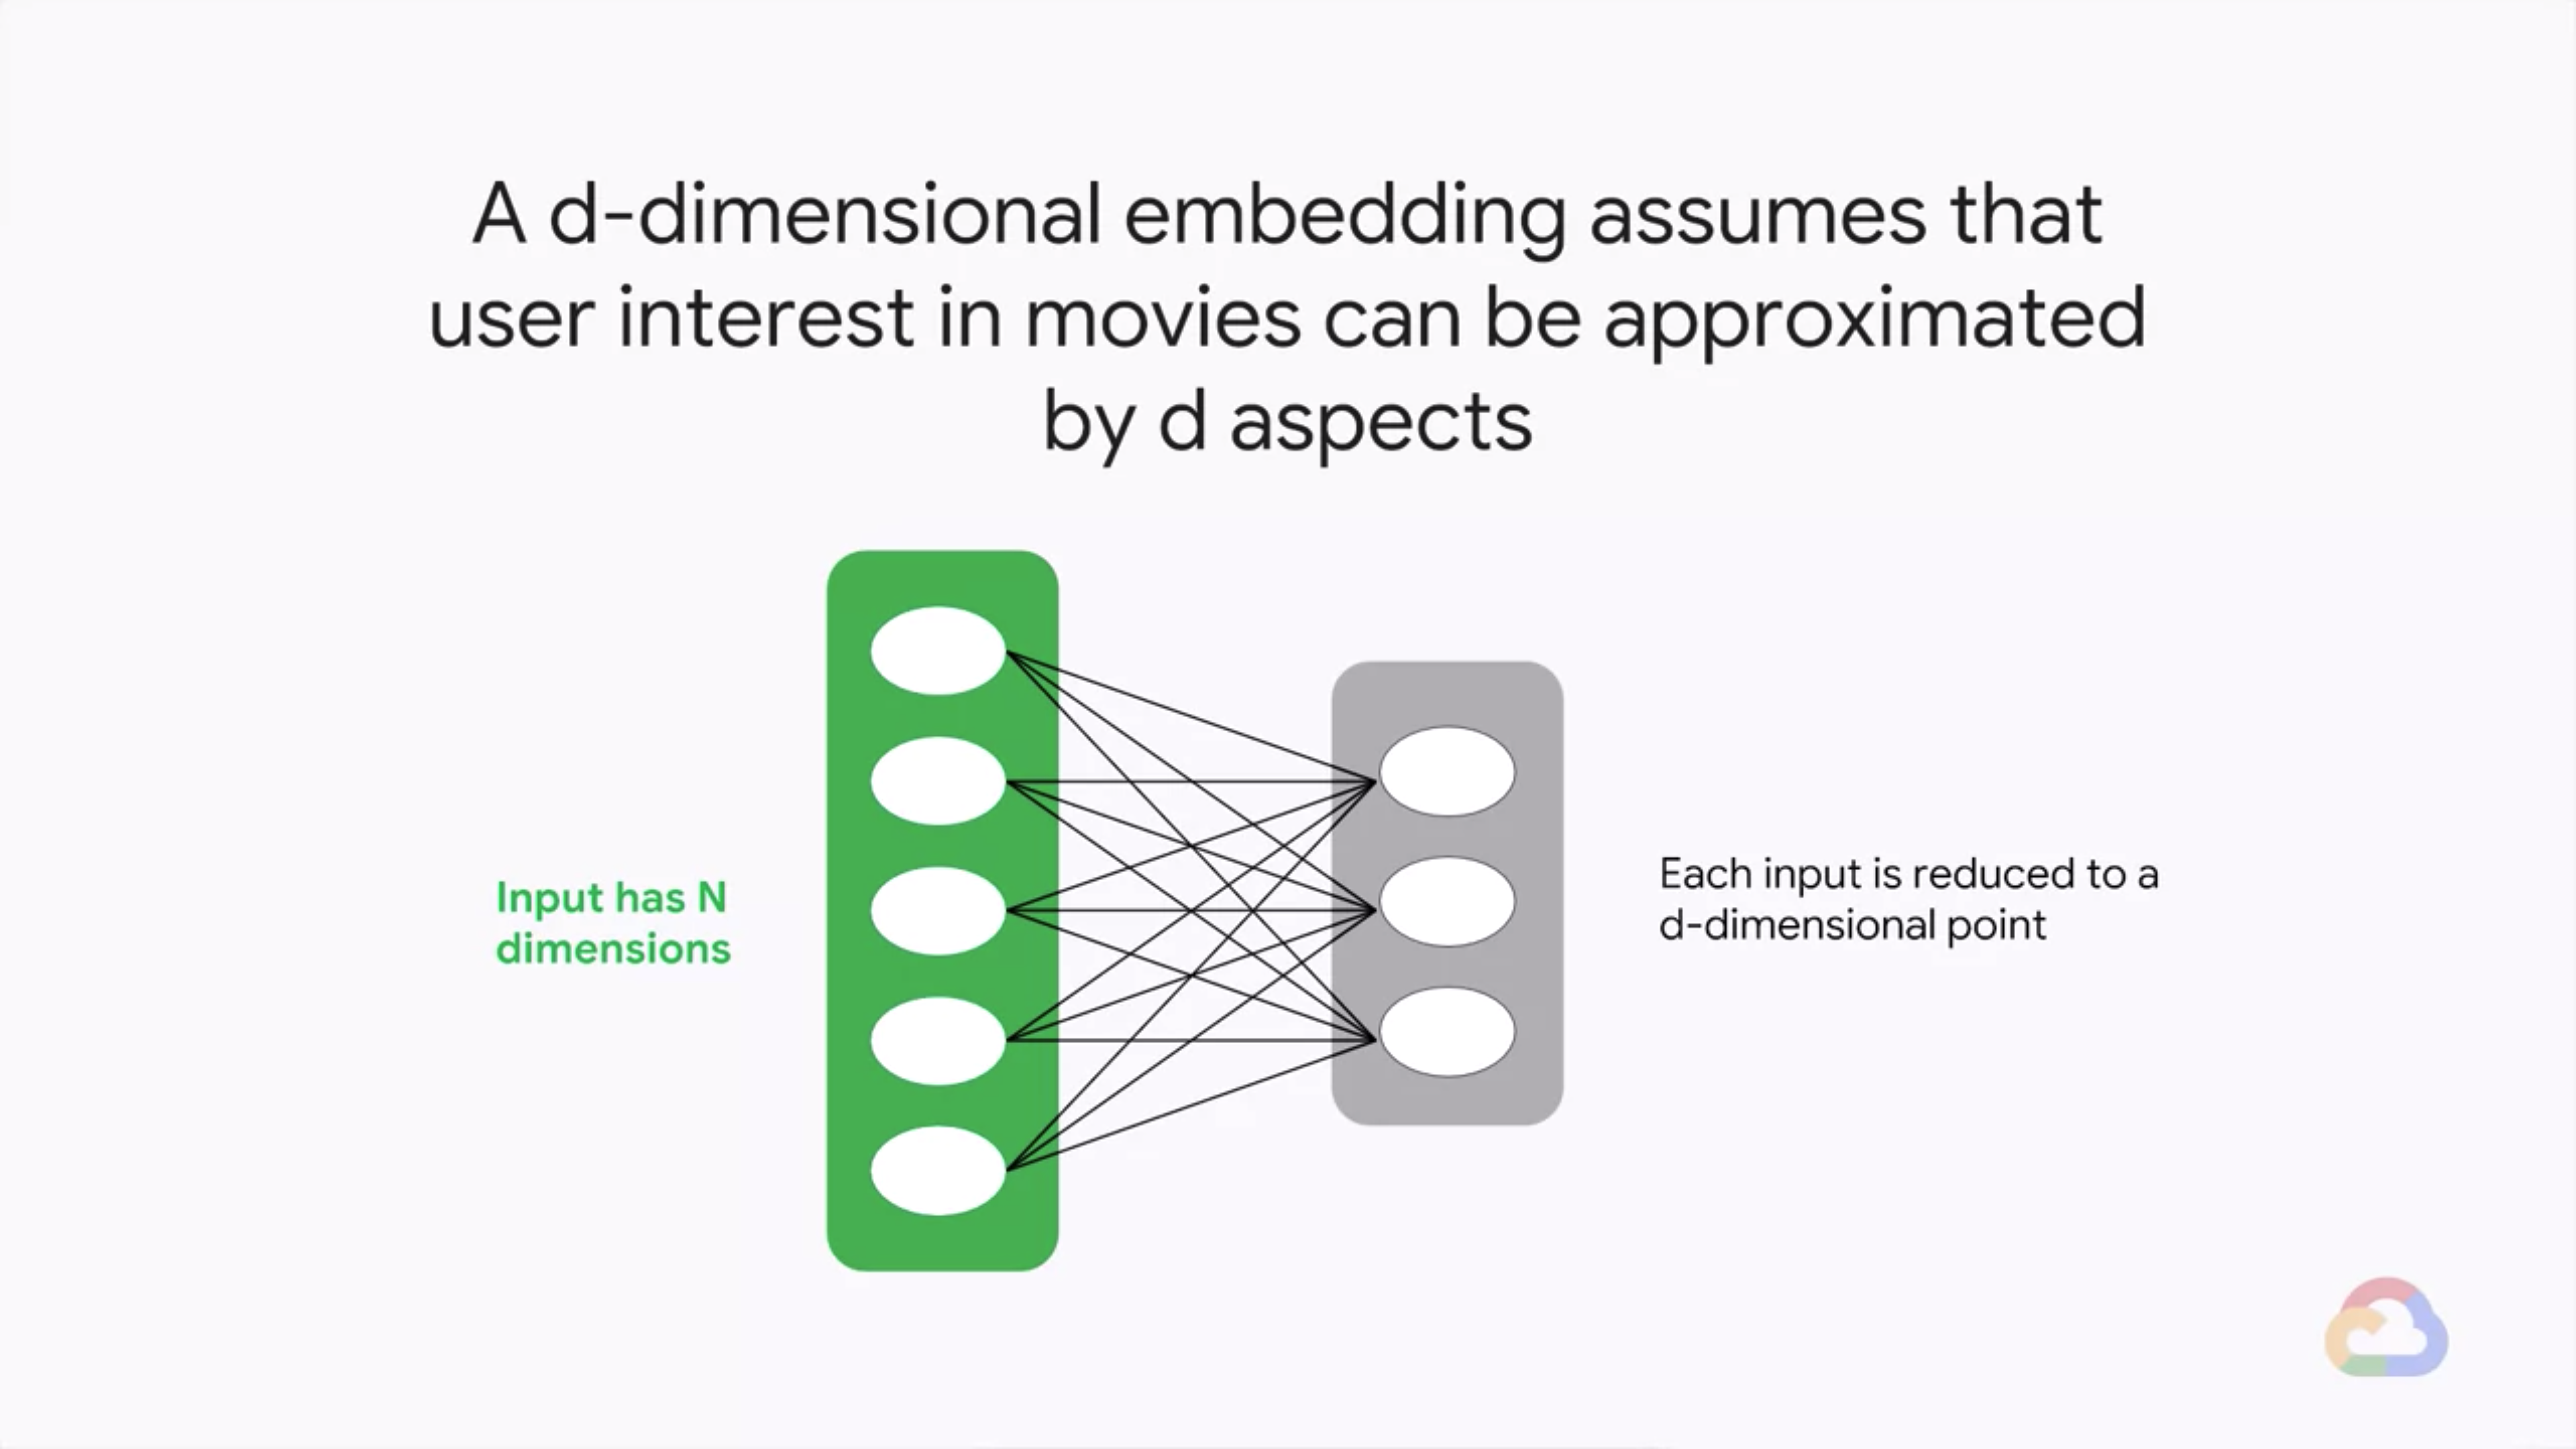 A d-dimensional embedding assumes that
user interest in movies can be approximated
by d aspects
Input has N
dimensions
Each input is reduced to a
d-dimensional point